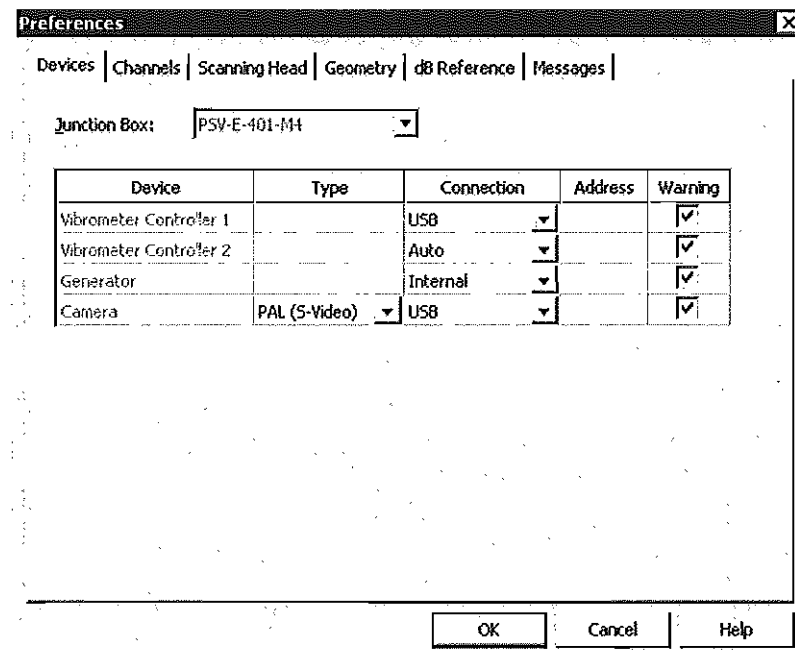 Preferences
Devices Channels Scanning Head Geometry dB Reference Messages
Junction Box: PSV-E-401-M4
Device Type Connection Address Warning
Vibrometer Controller 1 USB
Vibrometer Controller 2 Auto
Generator Internal
Camera PAL (S-Video) USB
OK Cancel Help